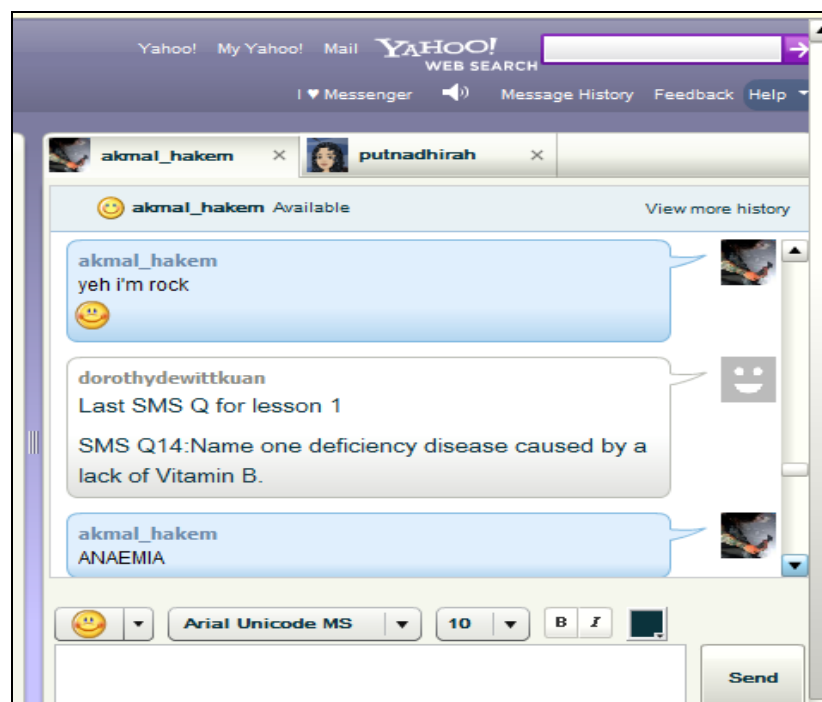 Yahoo! My Yahoo! Mail YAHOO!
WEB SEARCH
I ♥ Messenger Message History Feedback Help
akmal_hakem × putnadhirah ×
akmal_hakem Available View more history
akmal_hakem
yeh i'm rock
dorothydewittkuan
Last SMS Q for lesson 1
SMS Q14:Name one deficiency disease caused by a
lack of Vitamin B.
akmal_hakem
ANAEMIA
Arial Unicode MS 10 B I
Send